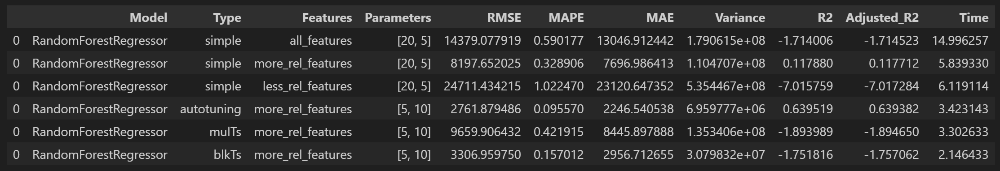 Model Type Features Parameters RMSE MAPE MAE Variance R2 Adjusted_R2 Time
0 RandomForestRegressor simple all_features [20, 5] 14379.077919 0.590177 13046.912442 1.790615e+08 -1.714006 -1.714523 14.996257
0 RandomForestRegressor simple more_rel_features [20, 5] 8197.652025 0.328906 7696.986413 1.104707e+08 0.117880 0.117712 5.839330
0 RandomForestRegressor simple less_rel_features [20, 5] 24711.434215 1.022470 23120.647352 5.354467e+08 -7.015759 -7.017284 6.119114
0 RandomForestRegressor autotuning more_rel_features [5, 10] 2761.879486 0.095570 2246.540538 6.959777e+06 0.639519 0.639382 3.423143
0 RandomForestRegressor mulTs more_rel_features [5, 10] 9659.906432 0.421915 8445.897888 1.353406e+08 -1.893989 -1.894650 3.302633
0 RandomForestRegressor blkTs more_rel_features [5, 10] 3306.959750 0.157012 2956.712655 3.079832e+07 -1.751816 -1.757062 2.146433